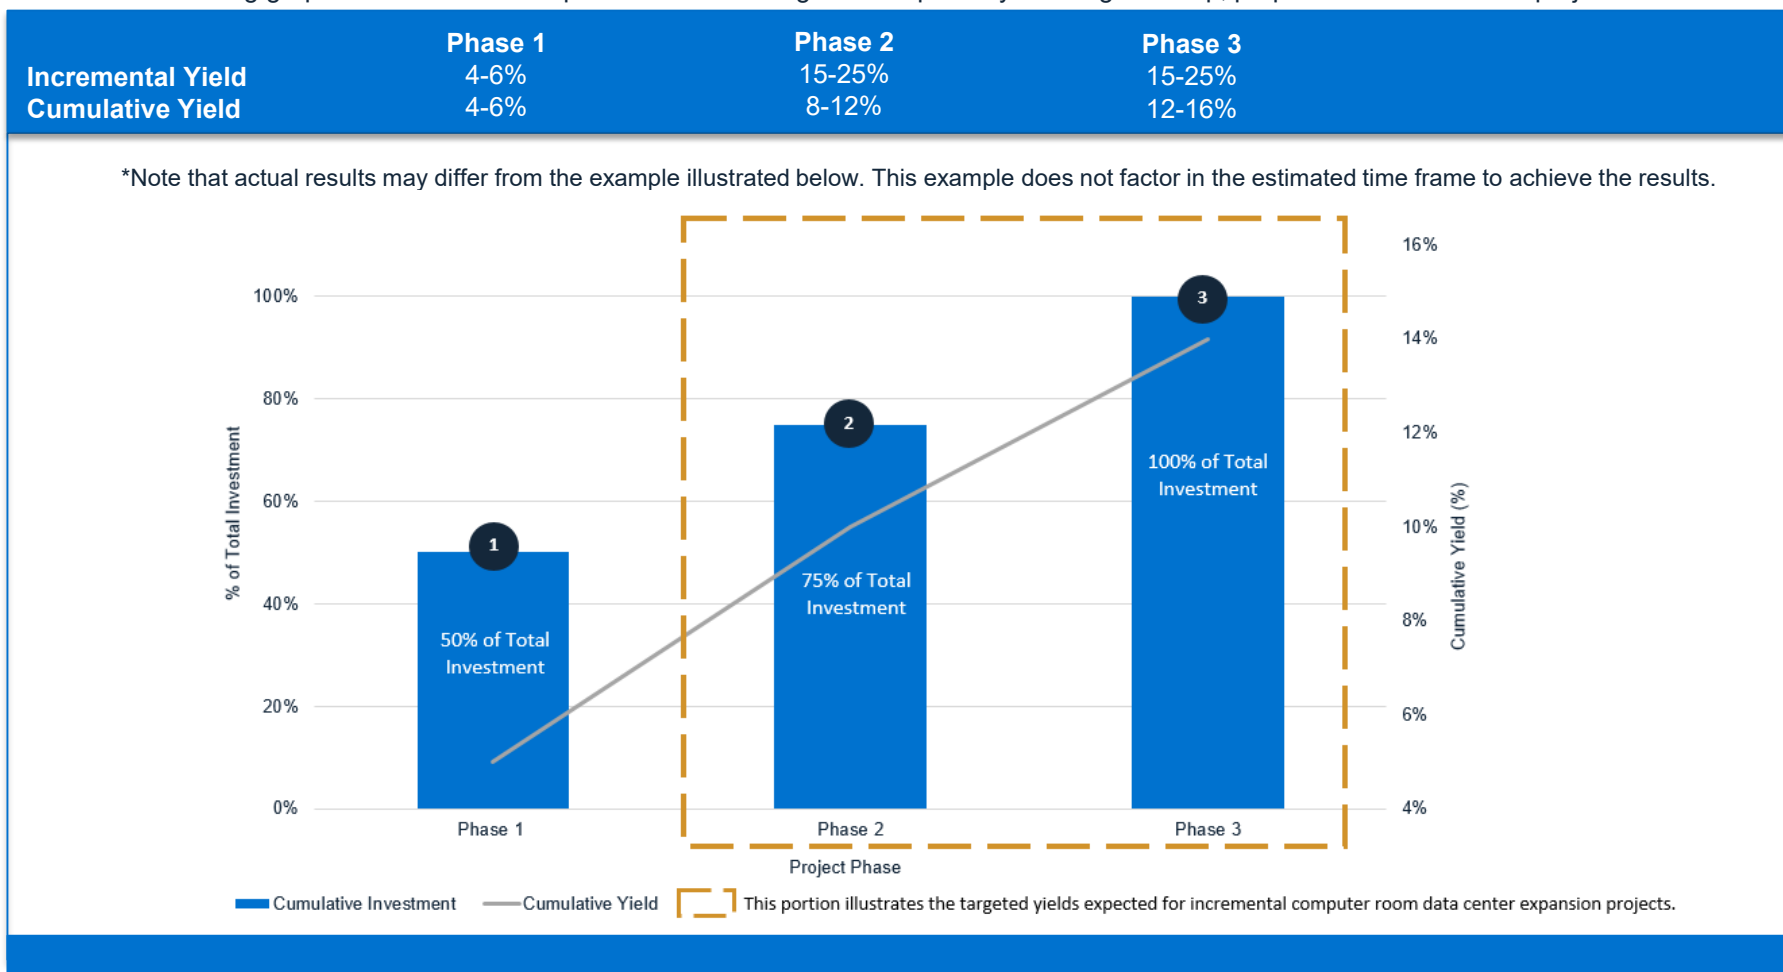 Phase 1 Phase 2 Phase 3
Incremental Yield 4-6% 15-25% 15-25%
Cumulative Yield 4-6% 8-12% 12-16%
*Note that actual results may differ from the example illustrated below. This example does not factor in the estimated time frame to achieve the results.
16%
100%
3
14%
80%
2
12%
100% of Total
Investment
60%
10%
1
75% of Total
Investment
40%
8%
50% of Total
Investment
20%
6%
0%
4%
% of Total Investment
Cumulative Yield (%)
Phase 1 Phase 2 Phase 3
Project Phase
Cumulative Investment Cumulative Yield This portion illustrates the targeted yields expected for incremental computer room data center expansion projects.